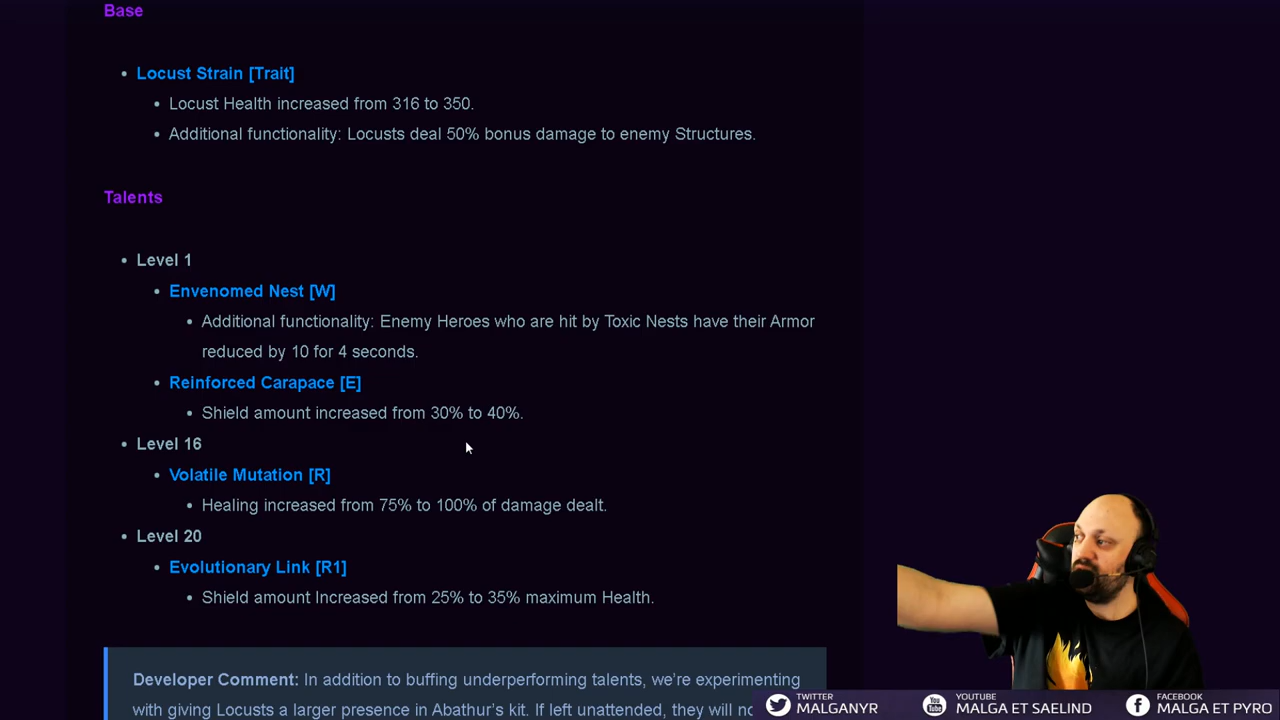 Base
Locust Strain [Trait]
Locust Health increased from 316 to 350.
Additional functionality: Locusts deal 50% bonus damage to enemy Structures.
Talents
Level 1
Envenomed Nest [W]
Additional functionality: Enemy Heroes who are hit by Toxic Nests have their Armor
reduced by 10 for 4 seconds.
Reinforced Carapace [E]
Shield amount increased from 30% to 40%.
Level 16
Volatile Mutation [R]
Healing increased from 75% to 100% of damage dealt.
Level 20
Evolutionary Link [R1]
Shield amount Increased from 25% to 35% maximum Health.
Developer Comment: In addition to buffing underperforming talents, we're experimenting
with giving Locusts a larger presence in Abathur's kit. If left unattended, they will
TWITTER
MALGANYR
YOUTUBE
MALGA ET SAELIND
FACEBOOK
MALGA ET PYRO